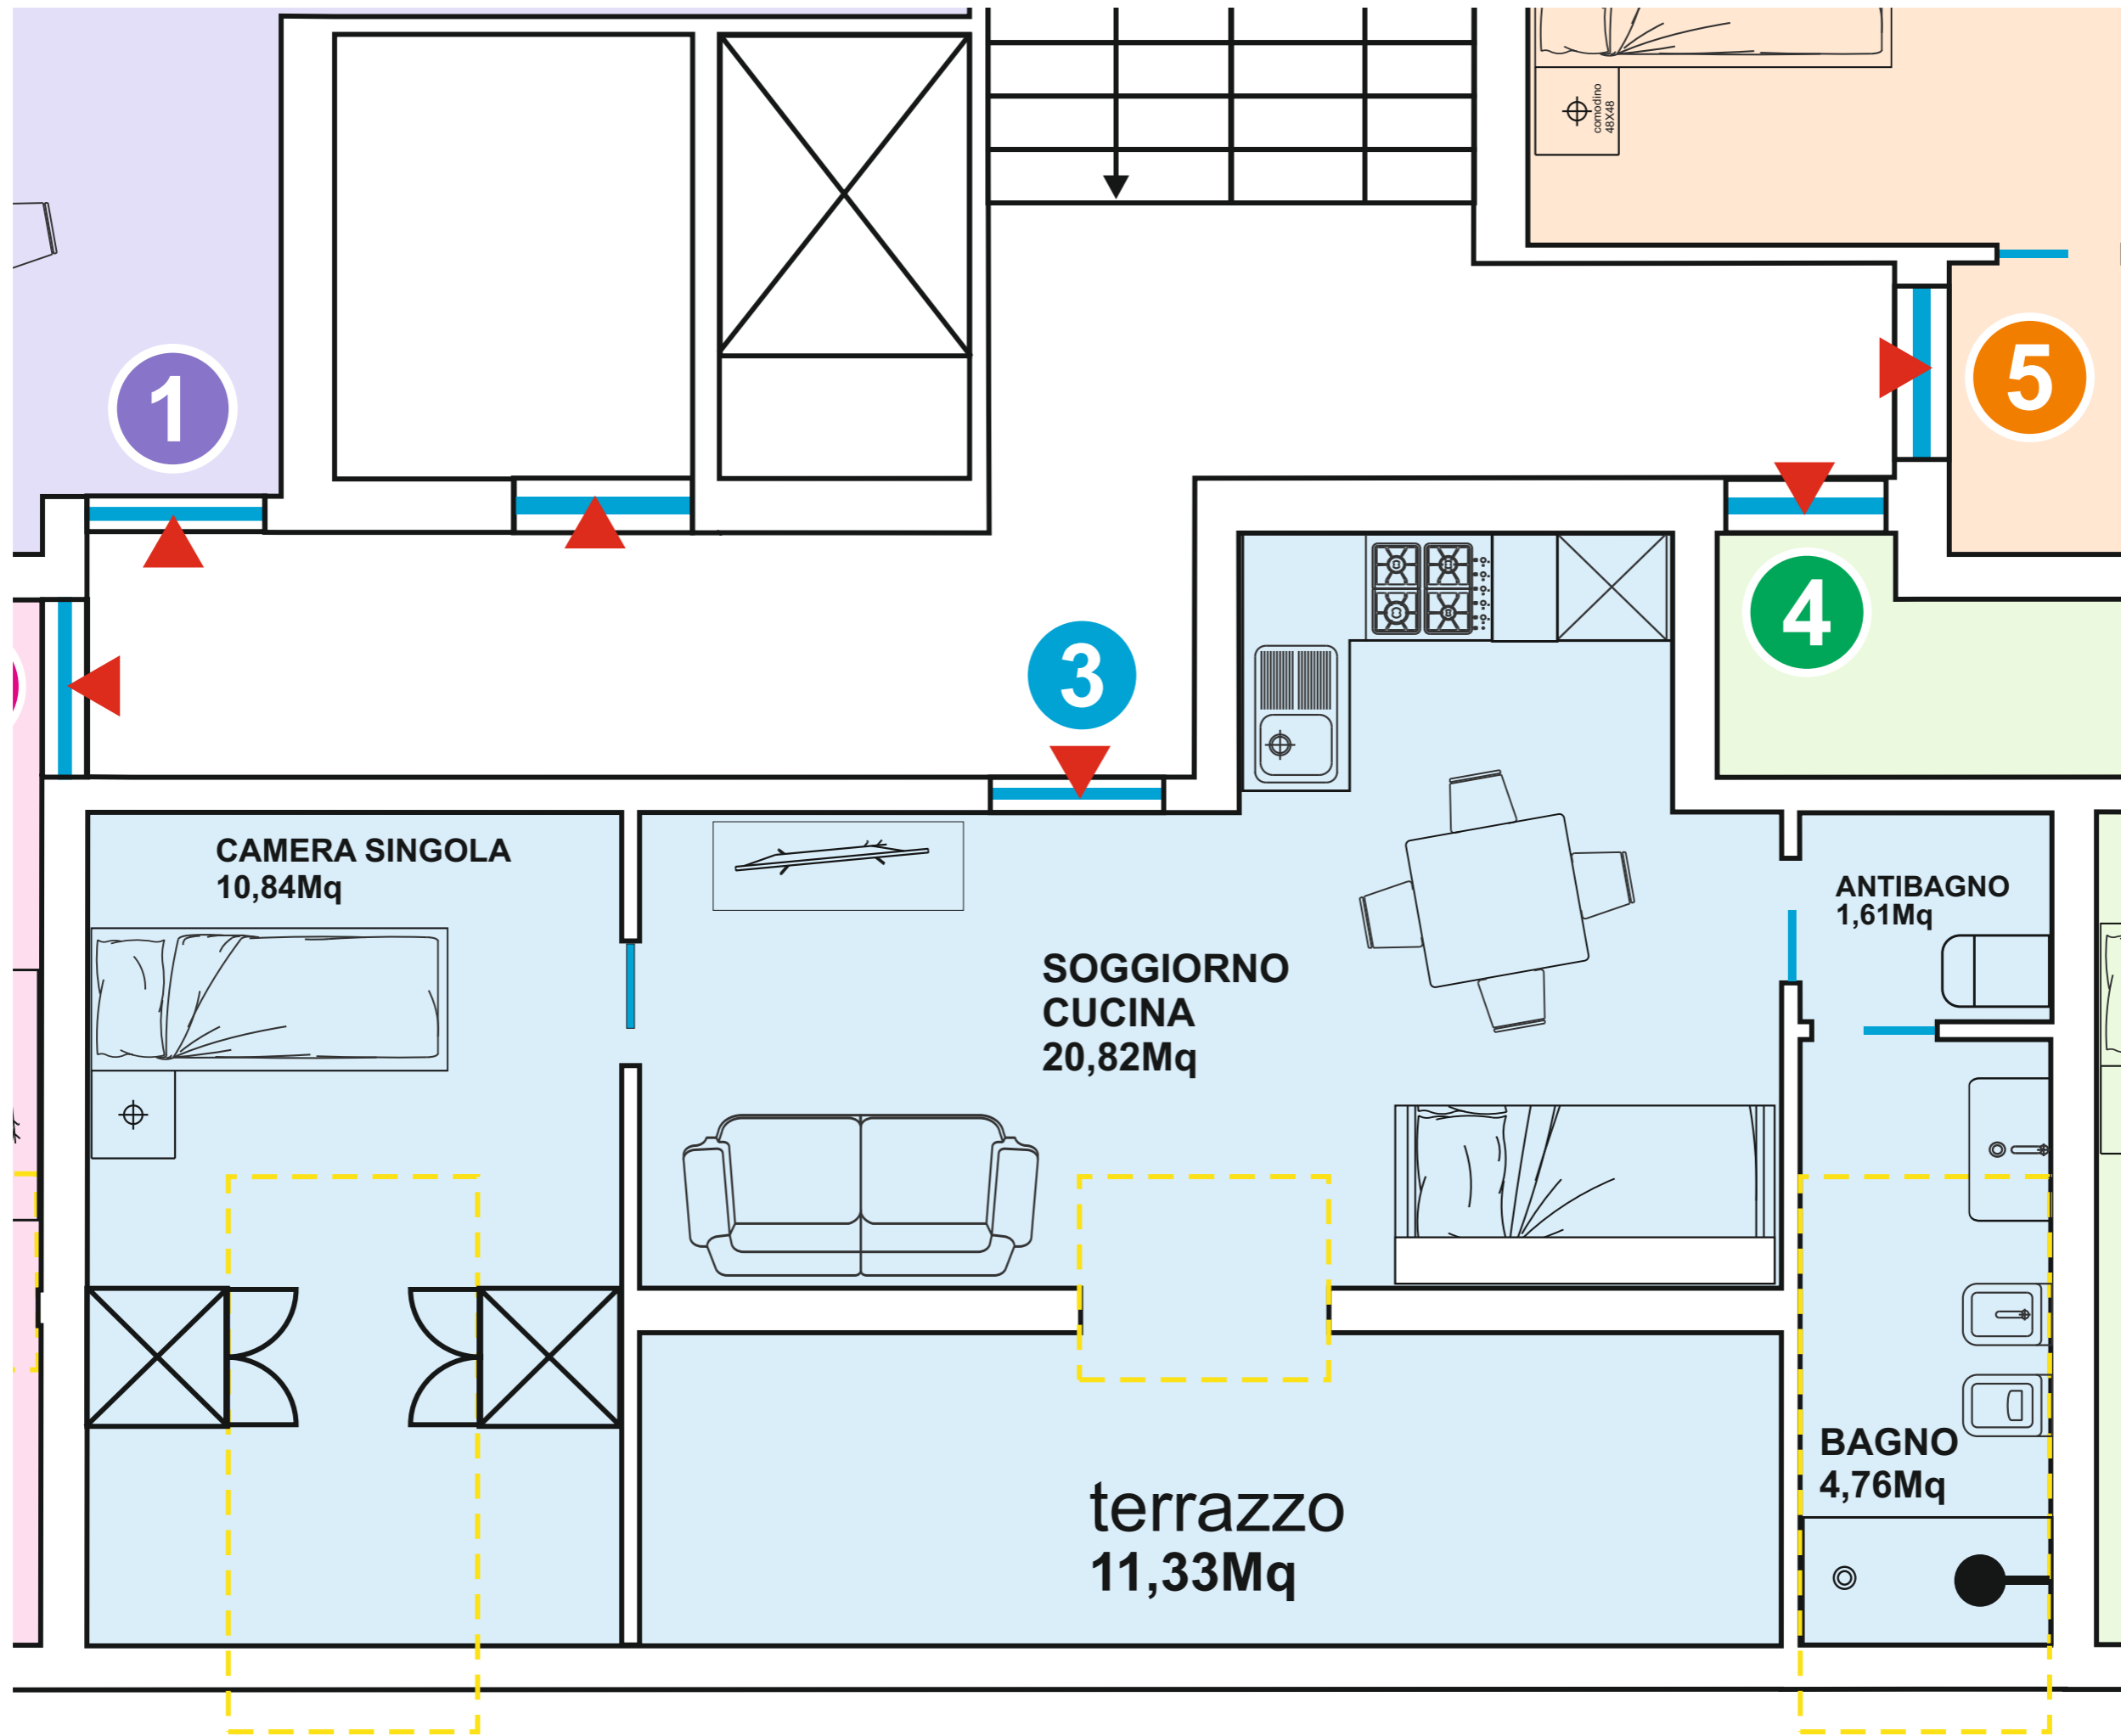 comodino
48X48
1
5
3
4
CAMERA SINGOLA
10,84Mq
ANTIBAGNO
1,61Mq
SOGGIORNO
CUCINA
20,82Mq
BAGNO
4,76Mq
terrazzo
11,33Mq